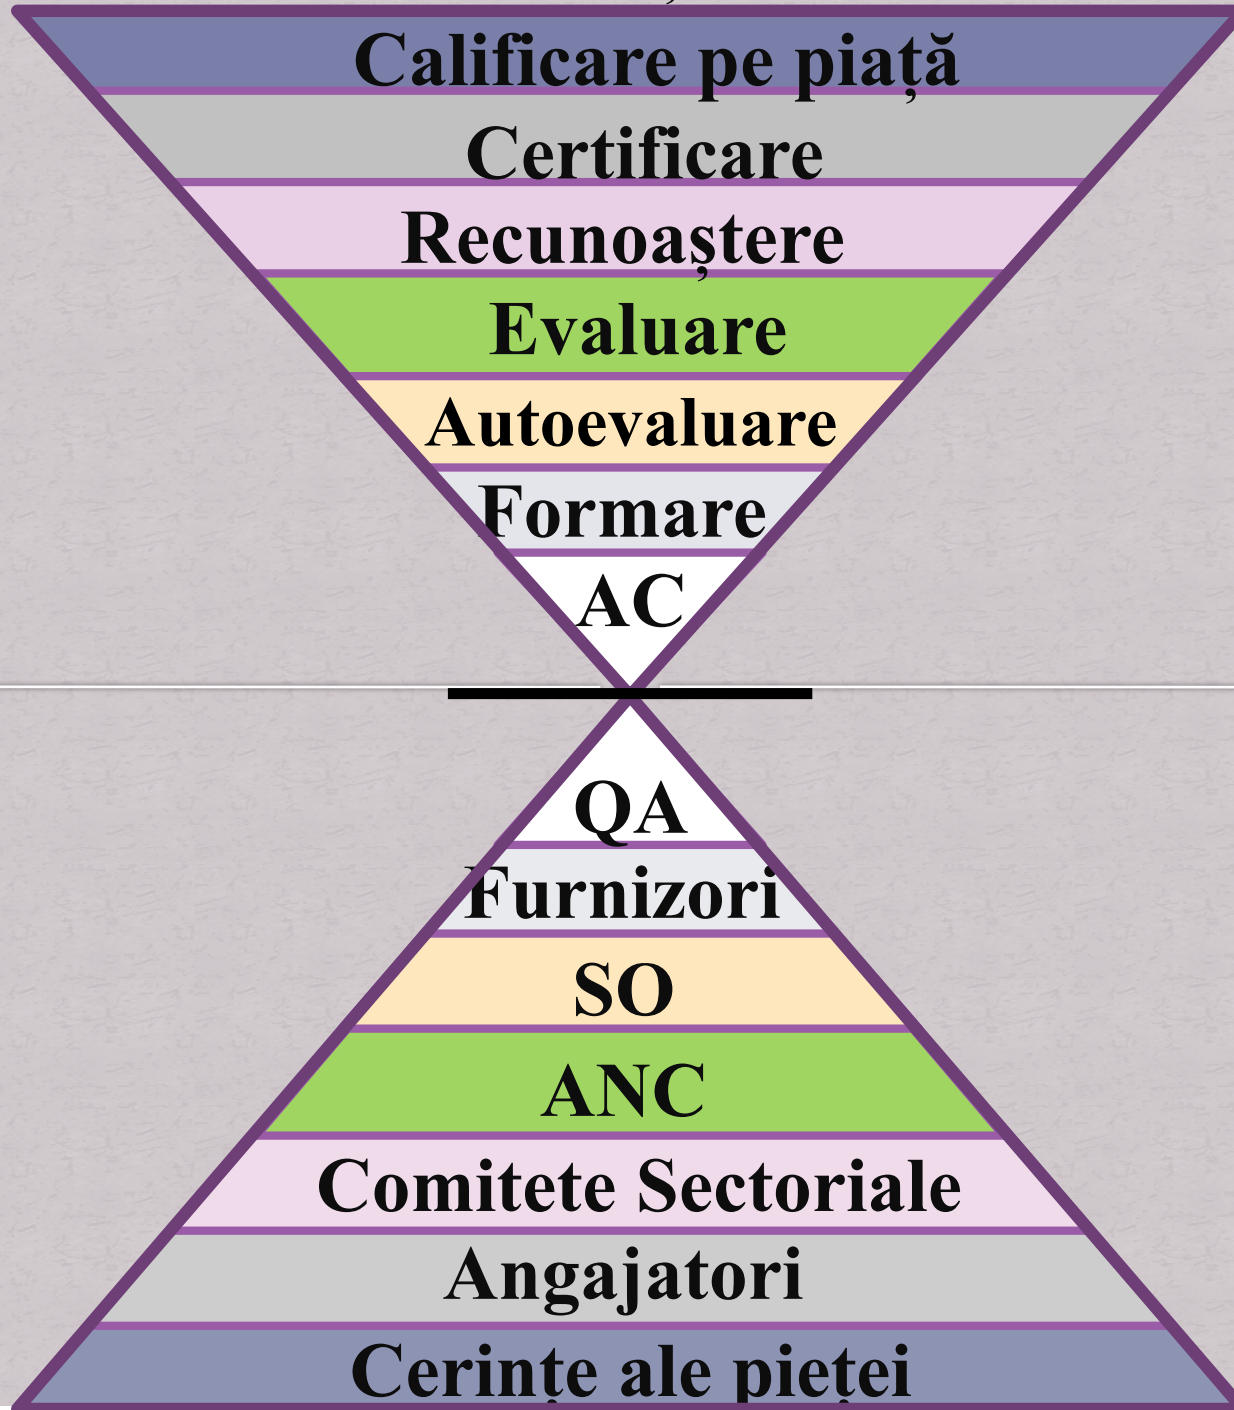 Calificare pe piață
Certificare
Recunoaștere
Evaluare
Autoevaluare
Formare
AC
QA
Furnizori
SO
ANC
Comitete Sectoriale
Angajatori
Cerințe ale pieței